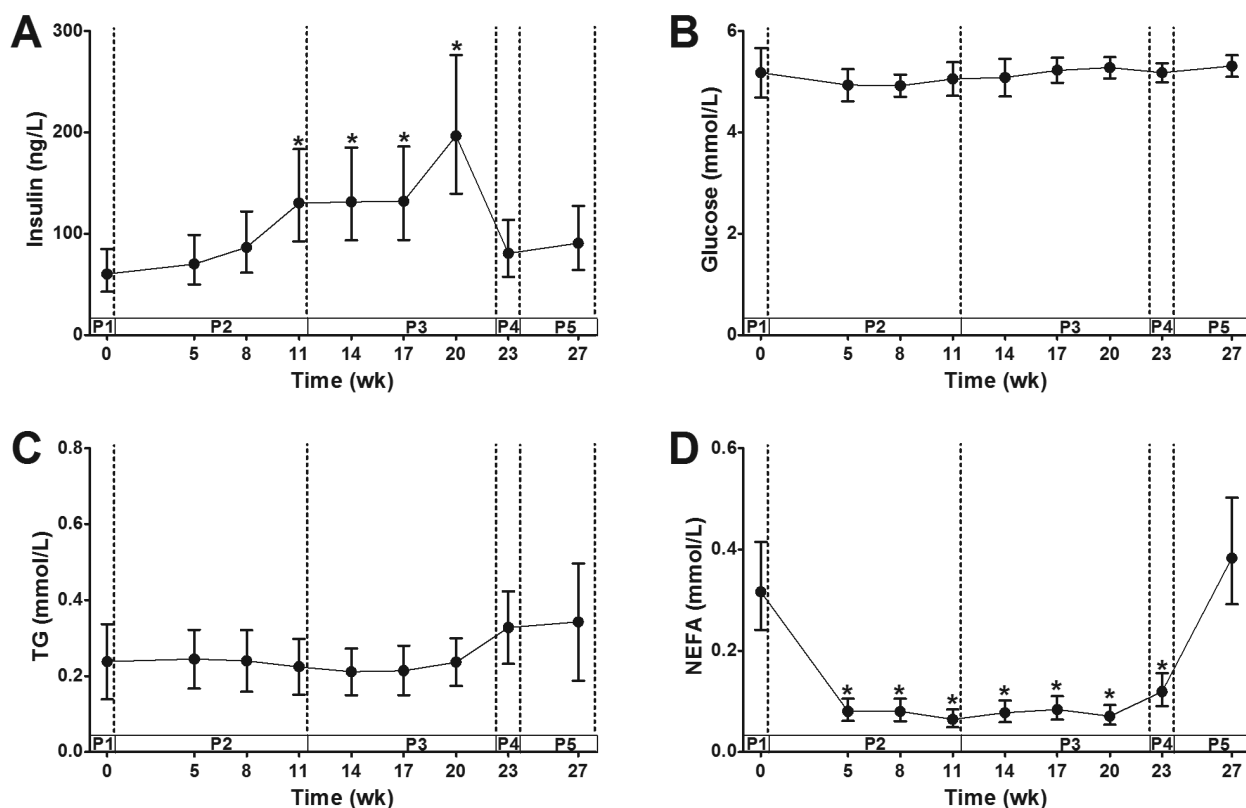 A
Insulin (ng/L)
300
200
100
0
* * * *
P1 P2 P3 P4 P5
0 5 8 11 14 17 20 23 27
Time (wk)
B
Glucose (mmol/L)
6
4
2
0
P1 P2 P3 P4 P5
0 5 8 11 14 17 20 23 27
Time (wk)
C
TG (mmol/L)
0.8
0.6
0.4
0.2
0.0
P1 P2 P3 P4 P5
0 5 8 11 14 17 20 23 27
Time (wk)
D
NEFA (mmol/L)
0.6
0.4
0.2
0.0
* * * * * * *
P1 P2 P3 P4 P5
0 5 8 11 14 17 20 23 27
Time (wk)